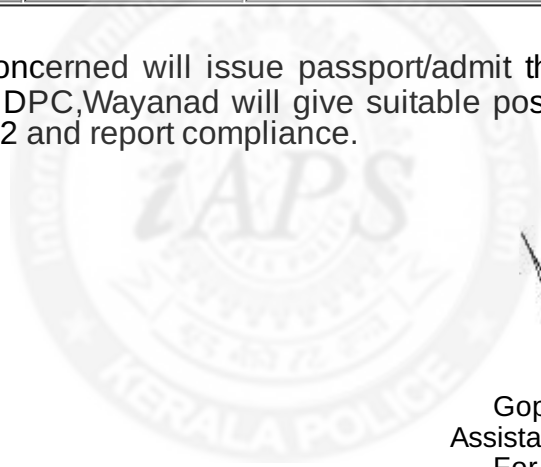 oncerned will issue passport/admit th
DPC,Wayanad will give suitable pos
2 and report compliance.
iAPS
KERALA POLICE
Gop
Assista
For